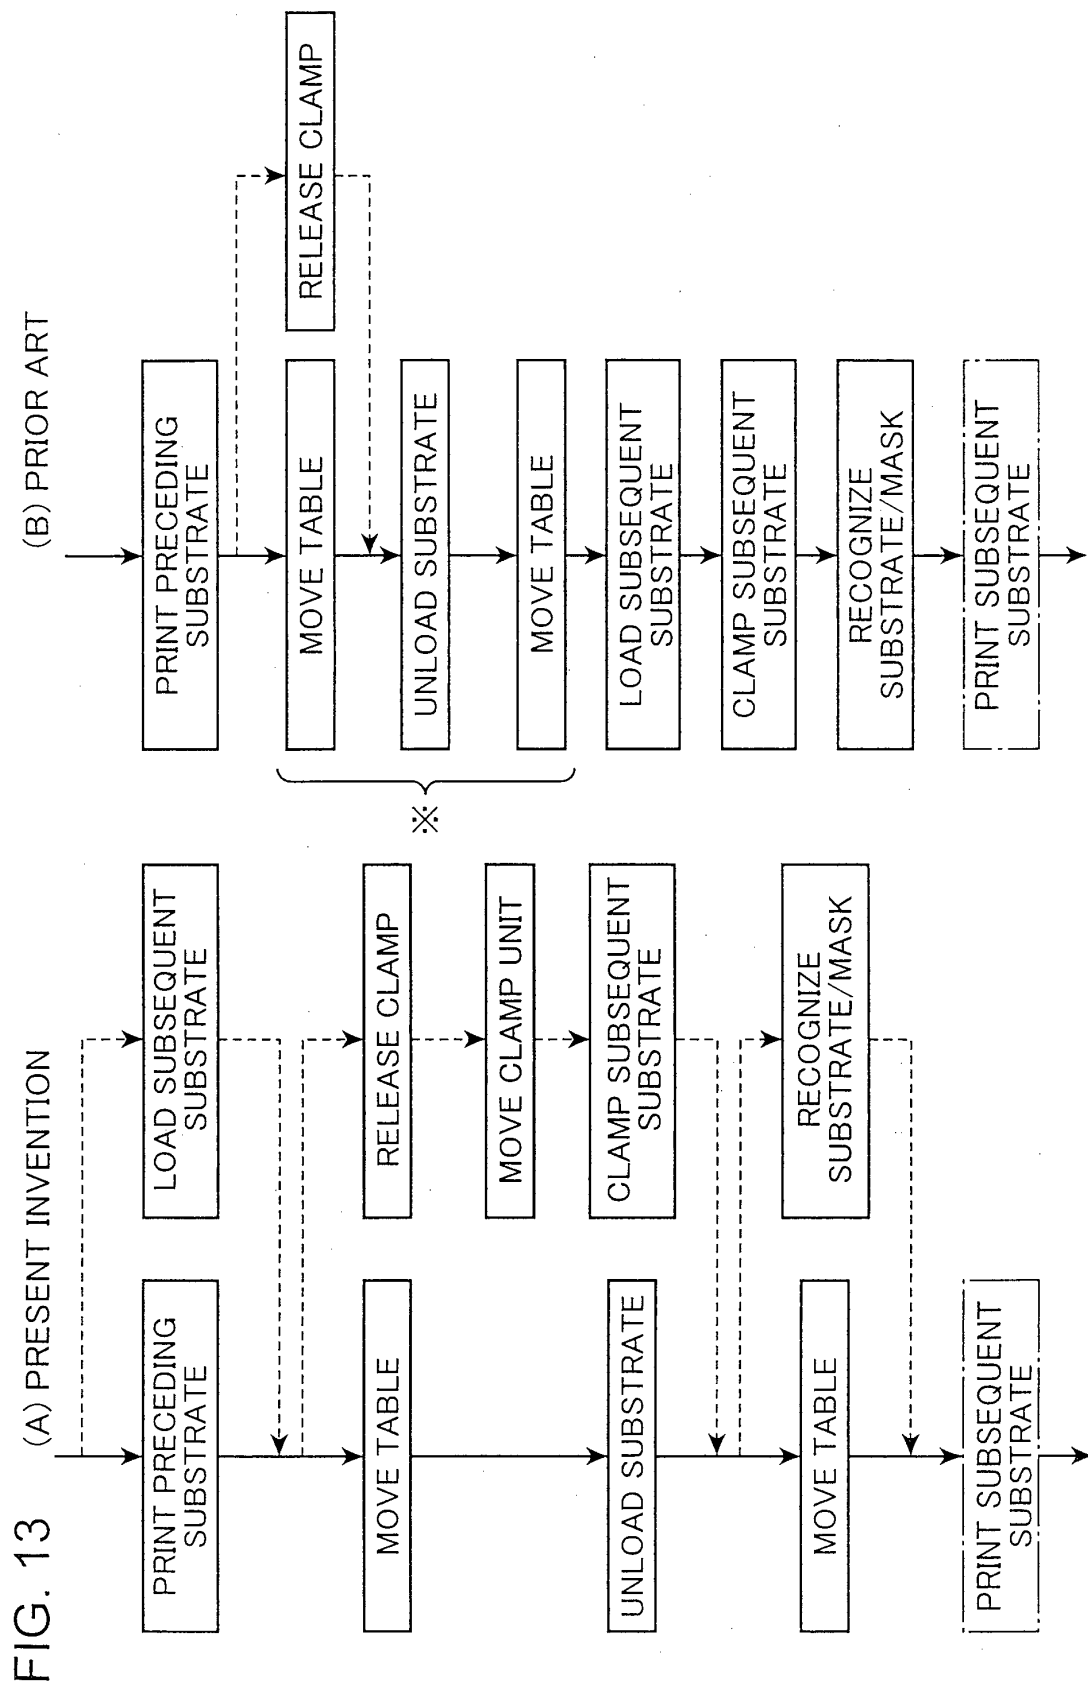 FIG. 13
(A) PRESENT INVENTION
PRINT PRECEDING
SUBSTRATE
LOAD SUBSEQUENT
SUBSTRATE
MOVE TABLE
RELEASE CLAMP
MOVE CLAMP UNIT
UNLOAD SUBSTRATE
CLAMP SUBSEQUENT
SUBSTRATE
MOVE TABLE
RECOGNIZE
SUBSTRATE/MASK
PRINT SUBSEQUENT
SUBSTRATE
(B) PRIOR ART
PRINT PRECEDING
SUBSTRATE
※
MOVE TABLE
RELEASE CLAMP
UNLOAD SUBSTRATE
MOVE TABLE
LOAD SUBSEQUENT
SUBSTRATE
CLAMP SUBSEQUENT
SUBSTRATE
RECOGNIZE
SUBSTRATE/MASK
PRINT SUBSEQUENT
SUBSTRATE